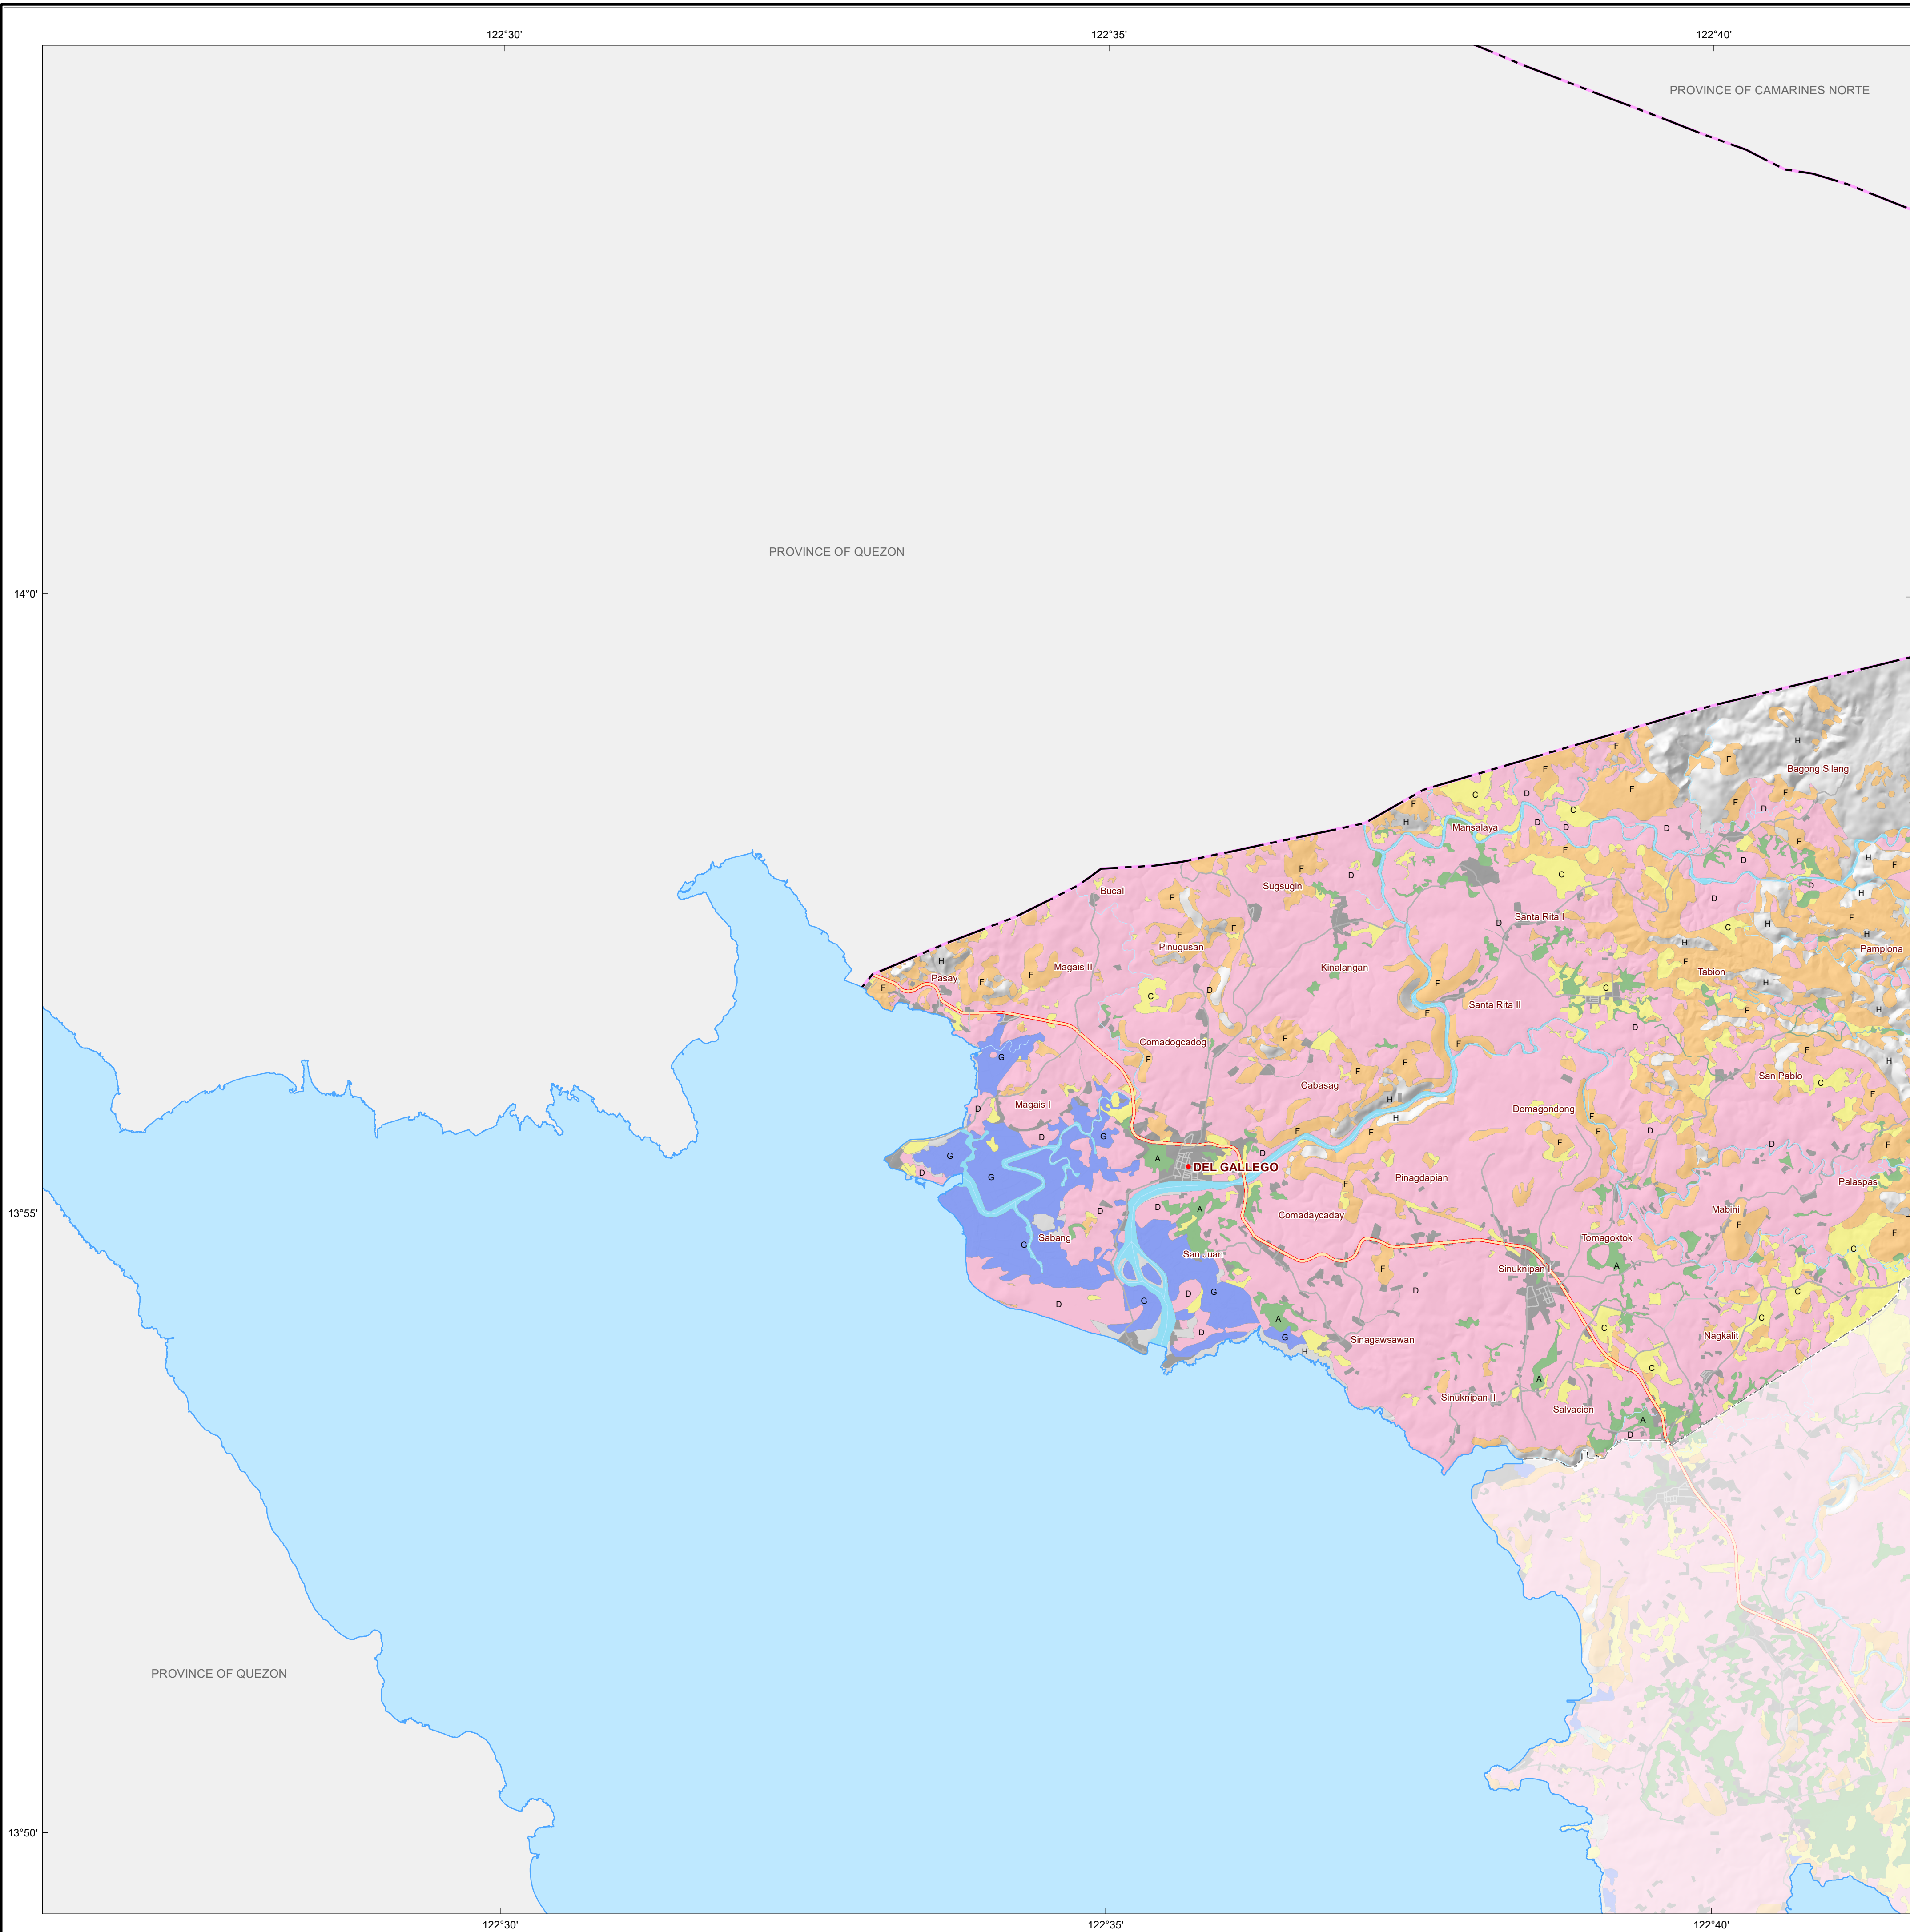 122°30' 122°35' 122°40'
PROVINCE OF CAMARINES NORTE
PROVINCE OF QUEZON
14°0'
F
H
F F
Bagong Silang
F
C D F D
F C
H Mansalaya D D D
F F
D H F
F D C D
Bucal Sugsugin H
F D
Santa Rita I F
F D H
F C H
Pinugusan H Pamplona
H Kinalangan
Magais II F Tabion
Pasay F F H
F F D C
C Santa Rita II H
F F
D
F
Comadogcadog F F
G F H
F F San Pablo
Cabasag C
H F
Magais I Domagondong
D H F
F F F D
D G D F
G A D
DEL GALLEGO
D Pinagdapian
G F Palaspas
D A Mabini
D Comadaycaday F
Sabang Tomagoktok F
G San Juan C
Sinuknipan I A
F
D G D C
D G
A C C
D Nagkalit
G Sinagawsawan
H C
A
Sinuknipan II
Salvacion
A
D
PROVINCE OF QUEZON
13°55'
13°50'
122°30' 122°35' 122°40'